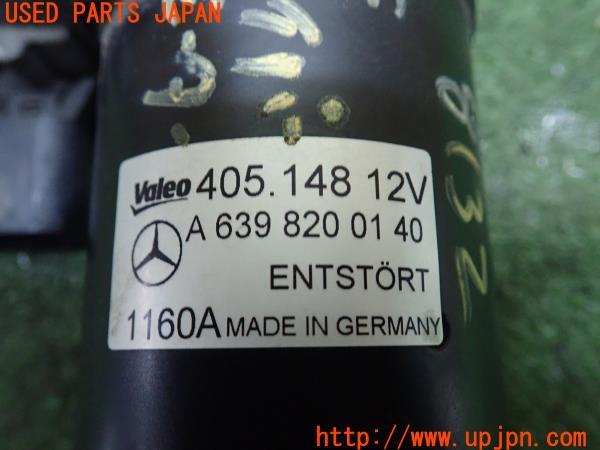 USED PARTS JAPAN
Valeo 405.148 12V
A 639 820 01 40
ENTSTÖRT
1160A MADE IN GERMANY
UPJ
http://www.upjpn.com/